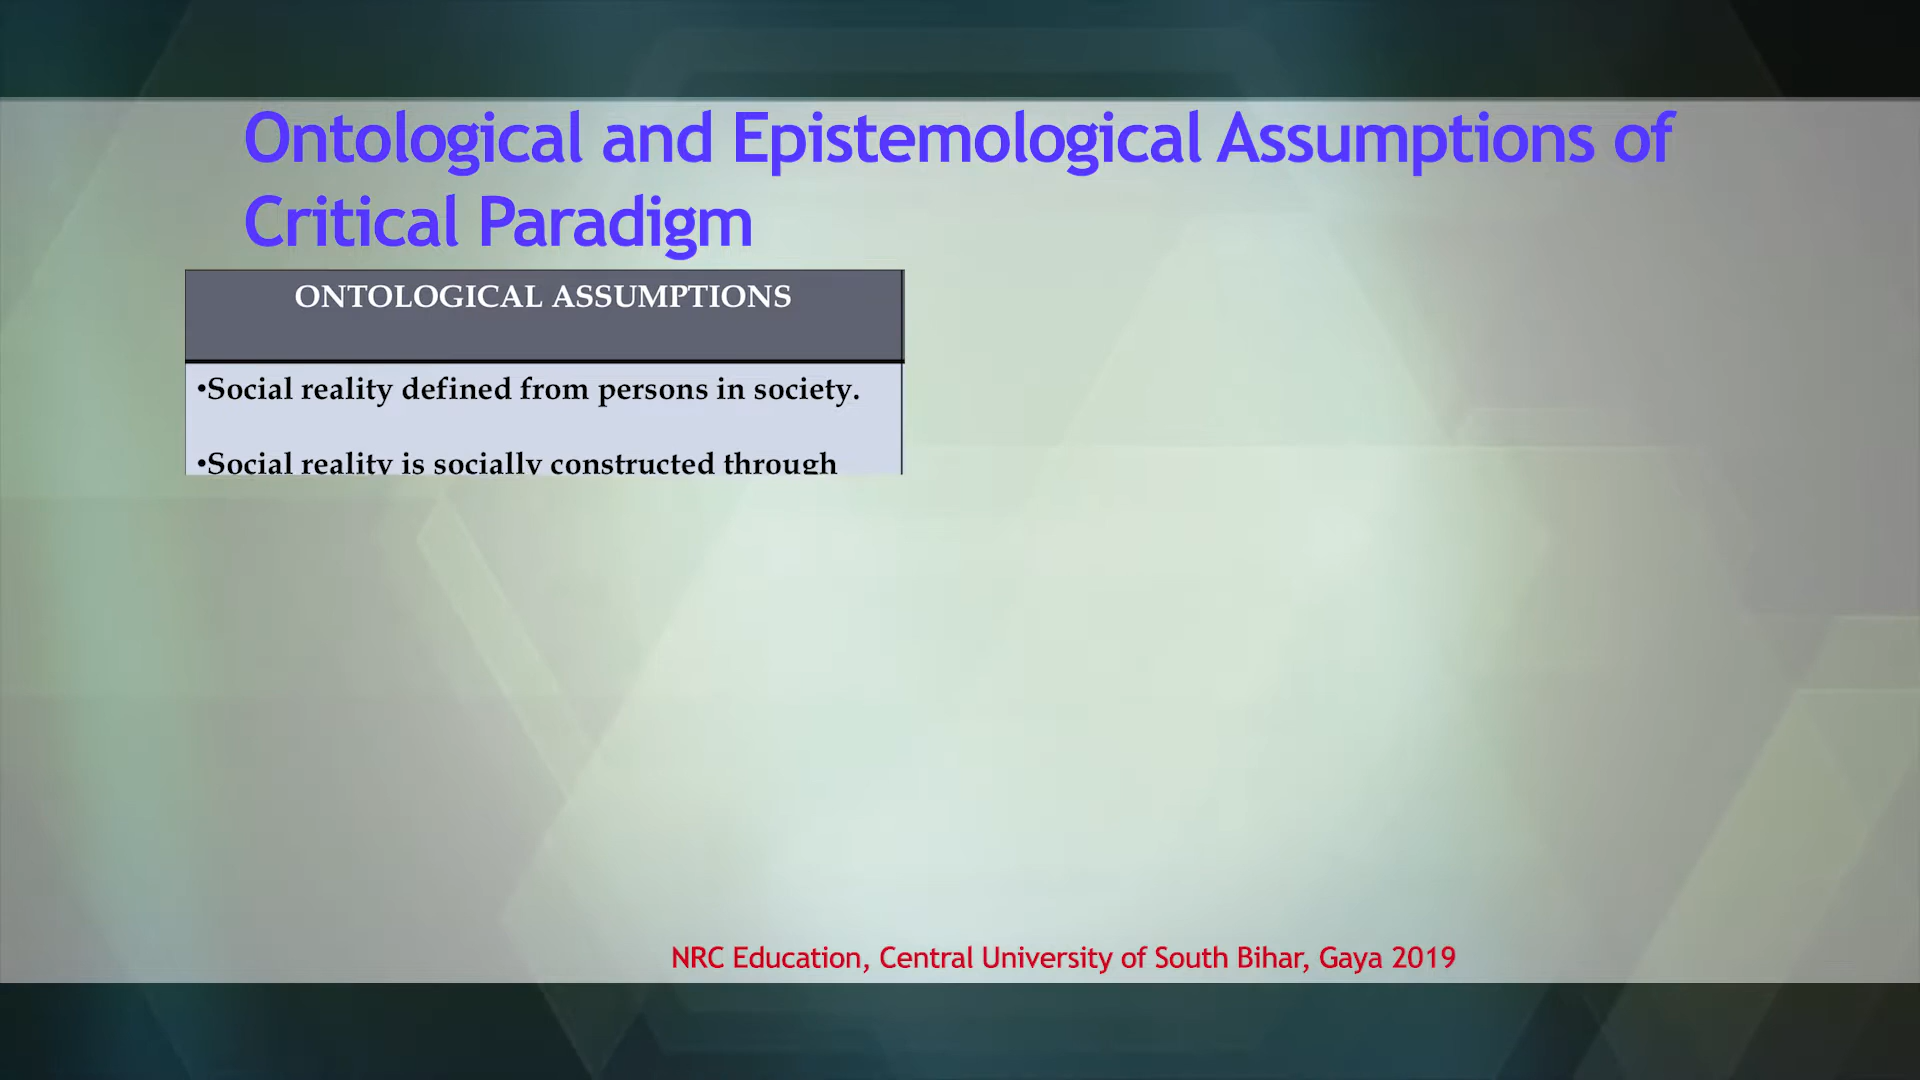 Ontological and Epistemological Assumptions of
Critical Paradigm
ONTOLOGICAL ASSUMPTIONS
•Social reality defined from persons in society.
•Social reality is socially constructed through
NRC Education, Central University of South Bihar, Gaya 2019